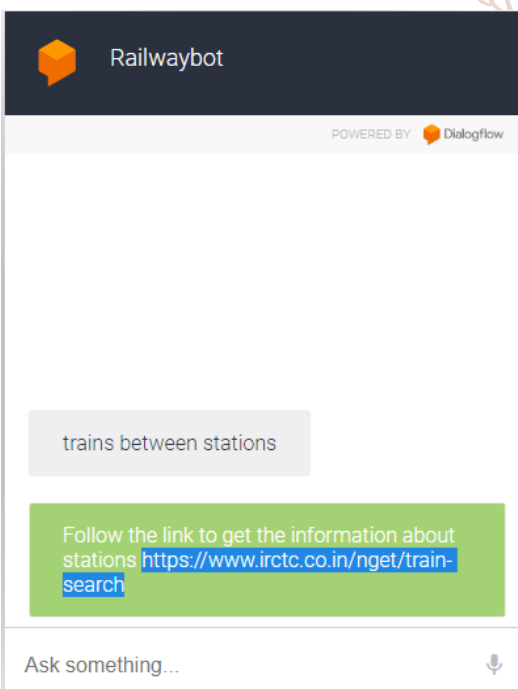 Railwaybot
POWERED BY Dialogflow
trains between stations
Follow the link to get the information about
stations https://www.irctc.co.in/nget/train-
search
Ask something...